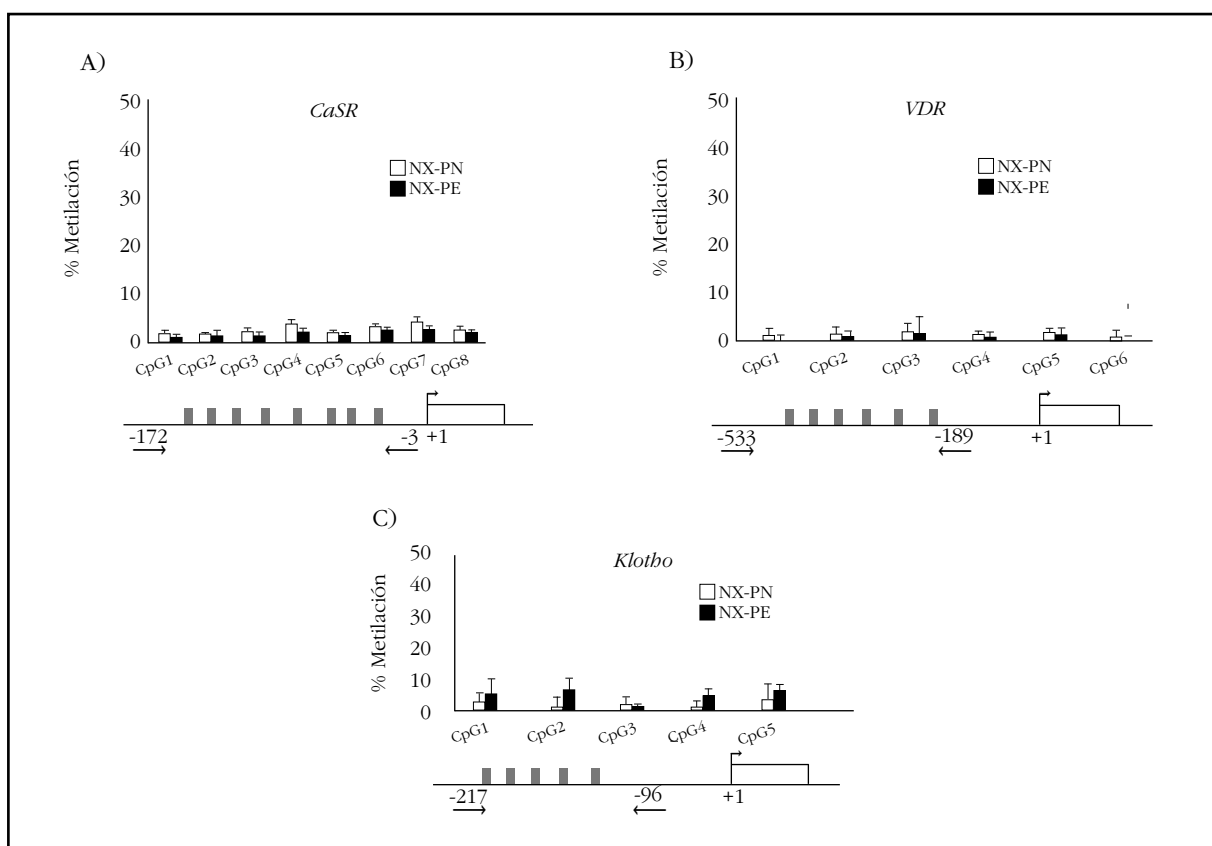 A)
CaSR
% Metilación
50
40
30
20
10
0
NX-PN
NX-PE
CpG1 CpG2 CpG3 CpG4 CpG5 CpG6 CpG7 CpG8
-172 -3 +1
B)
VDR
% Metilación
50
40
30
20
10
0
NX-PN
NX-PE
CpG1 CpG2 CpG3 CpG4 CpG5 CpG6
-533 -189 +1
C)
Klotho
% Metilación
50
40
30
20
10
0
NX-PN
NX-PE
CpG1 CpG2 CpG3 CpG4 CpG5
-217 -96 +1